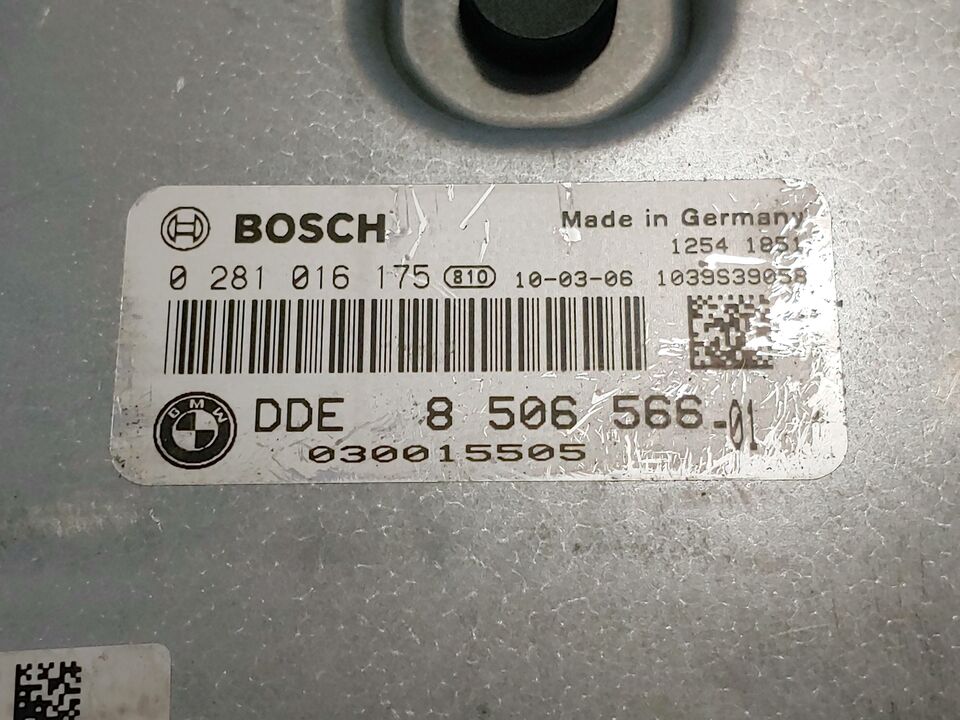 BOSCH
Made in Germany
1254 1851
0 281 016 175 810 10-03-06 1039S39058
BMW
DDE 8 506 566-01
030015505